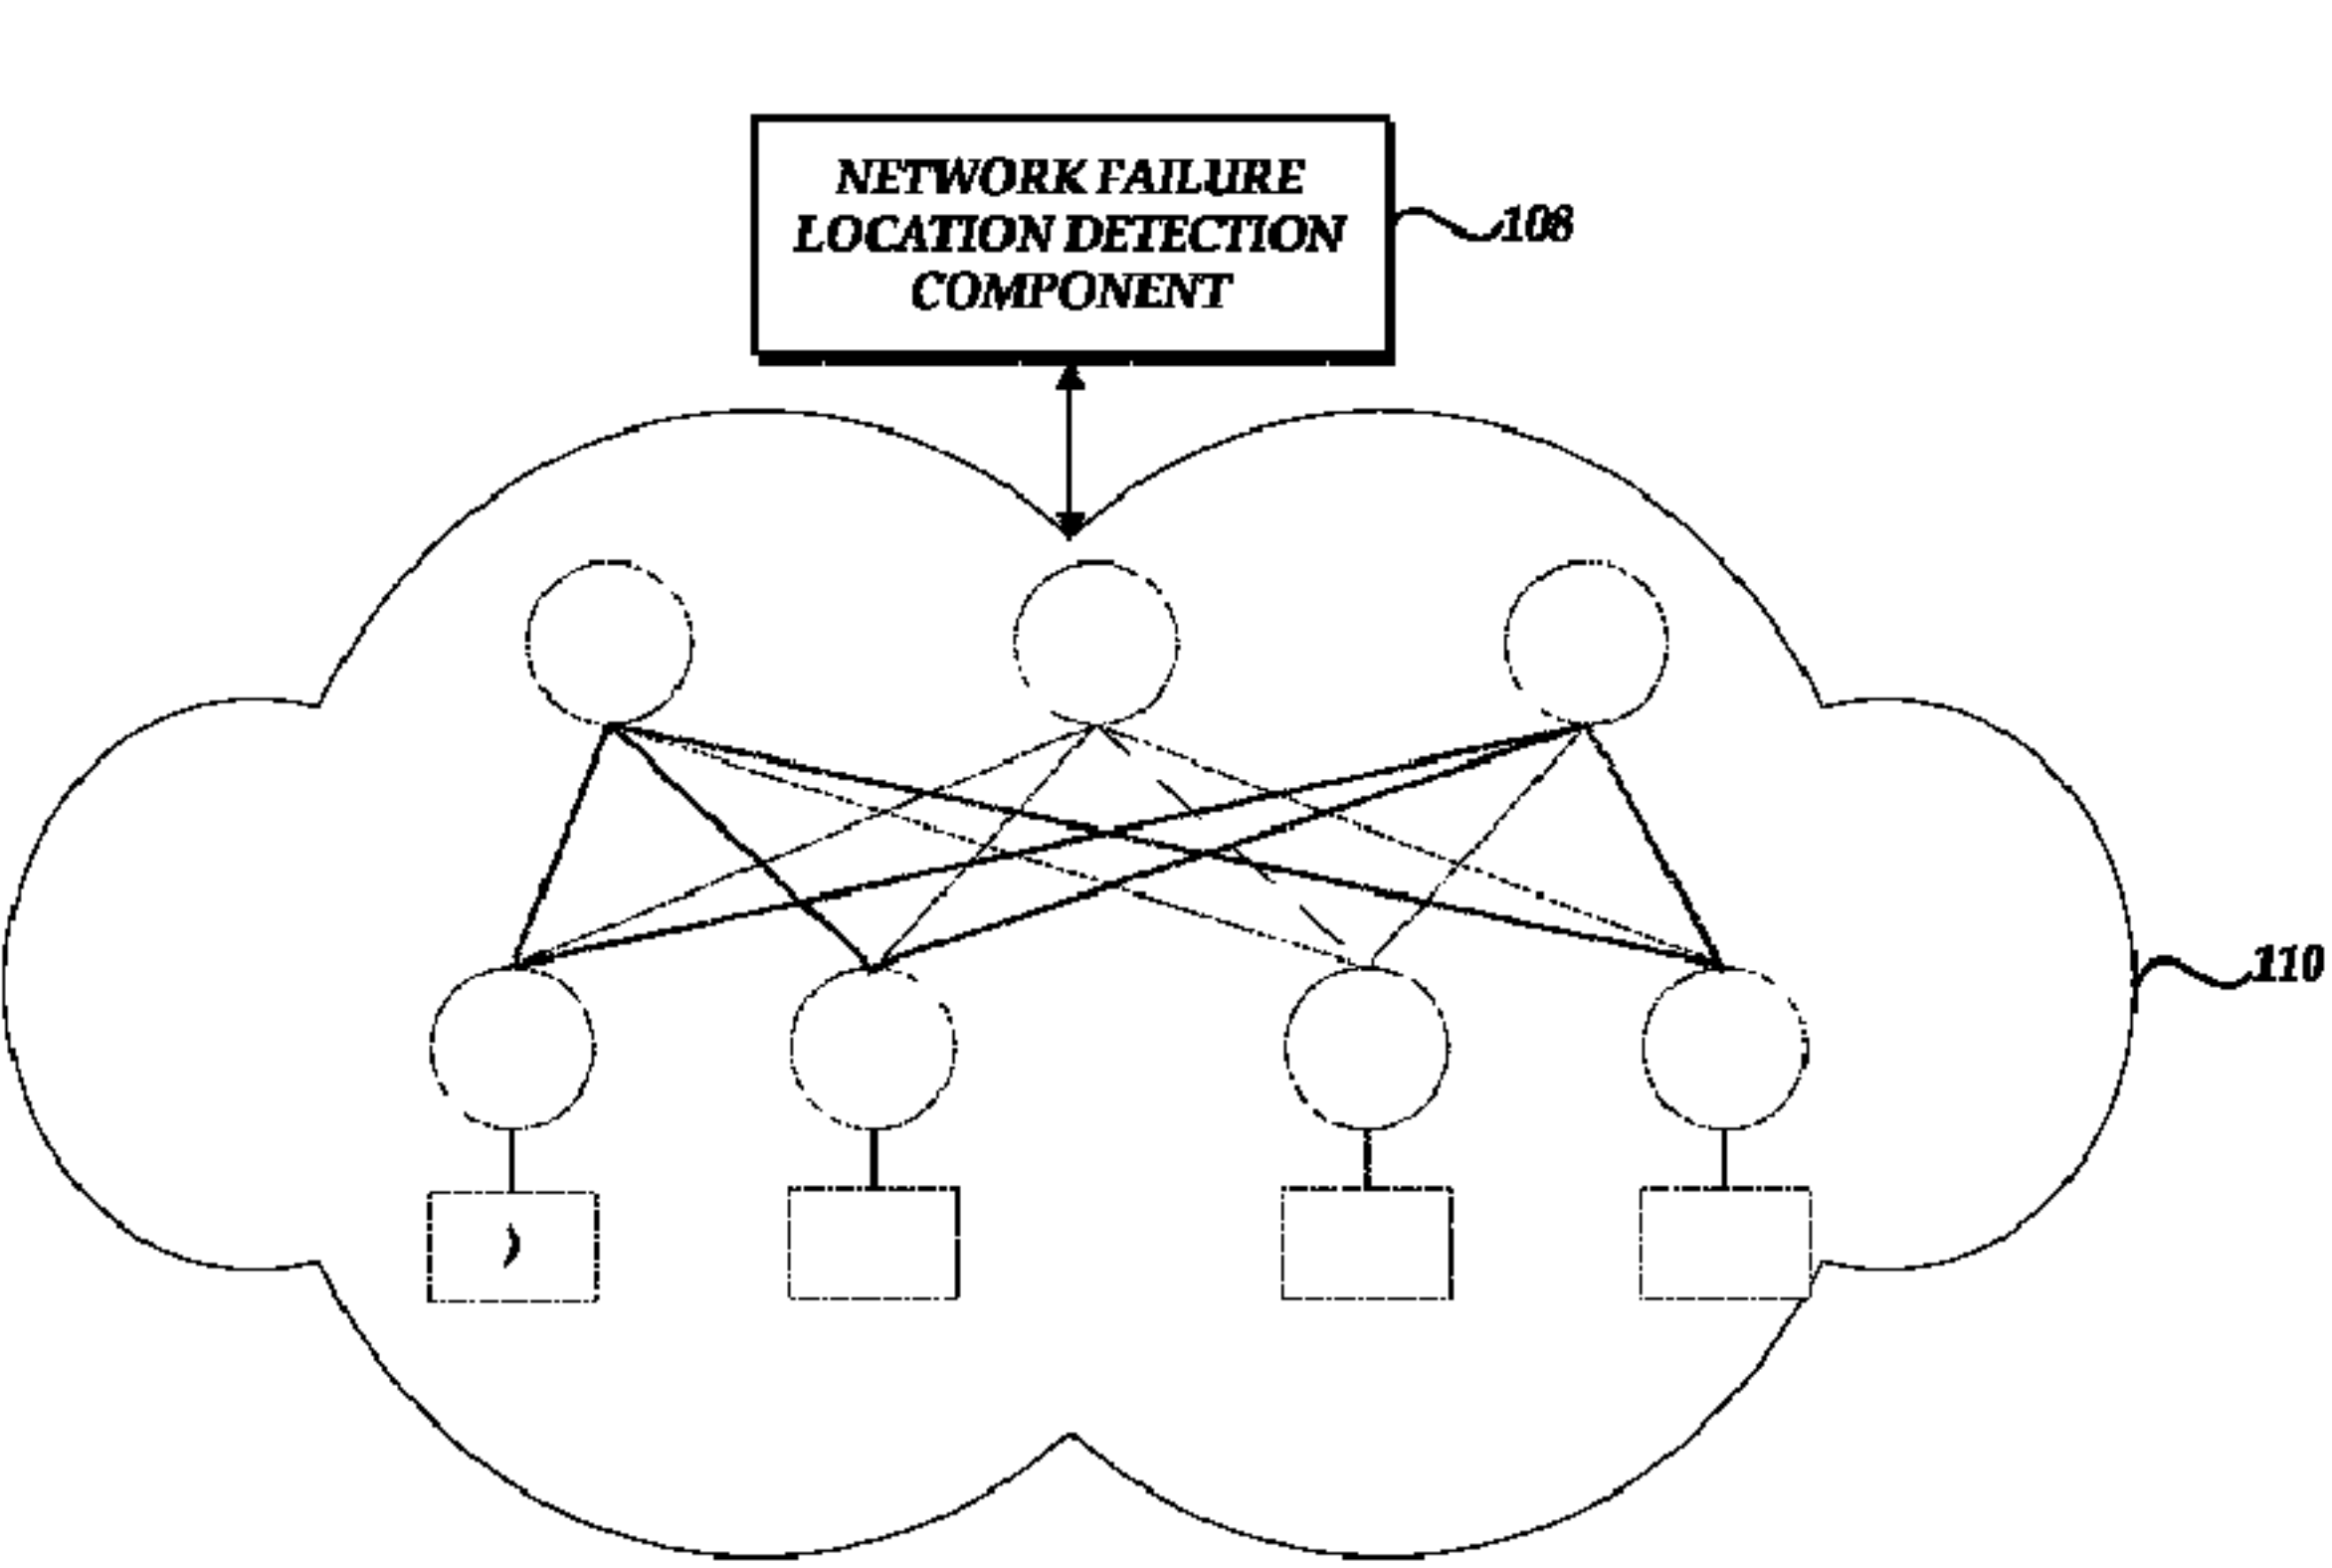 NETWORK FAILURE
LOCATION DETECTION
COMPONENT
108
110